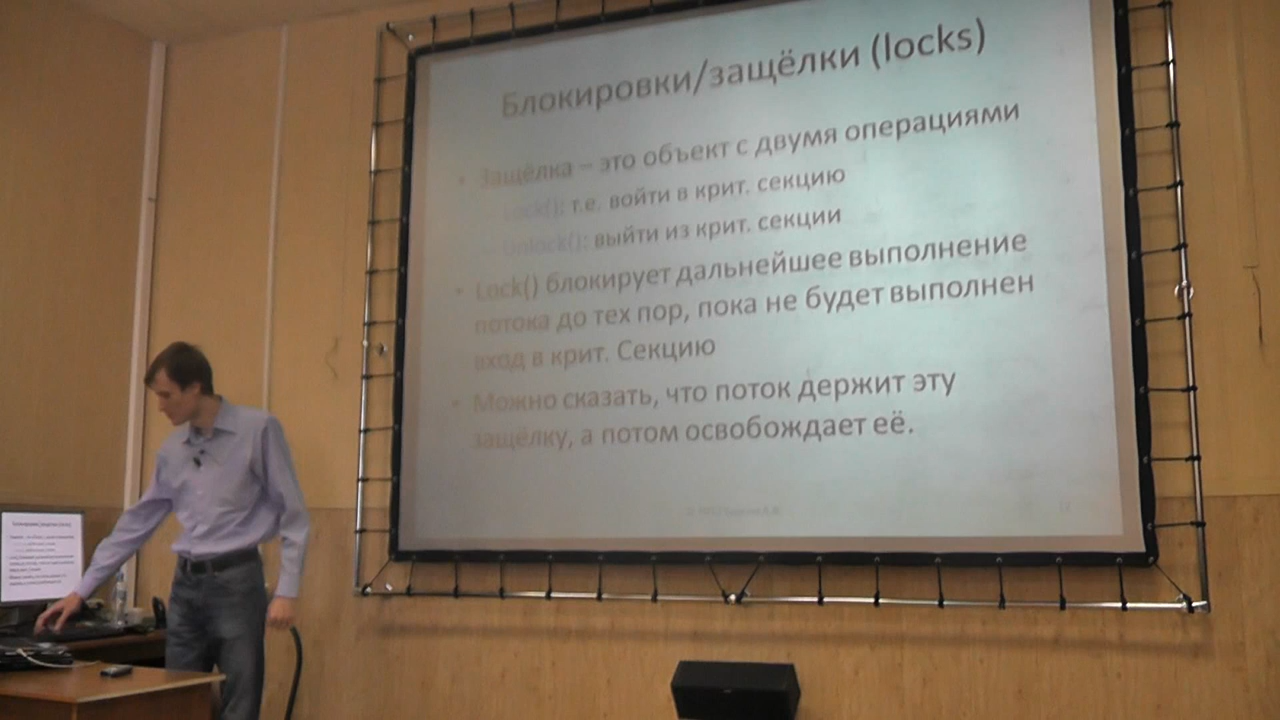 Блокировки/защёлки (locks)
• Защёлка – это объект с двумя операциями
– Lock(): т.е. войти в крит. секцию
– Unlock(): выйти из крит. секции
• Lock() блокирует дальнейшее выполнение
потока до тех пор, пока не будет выполнен
вход в крит. Секцию
• Можно сказать, что поток держит эту
защёлку, а потом освобождает её.